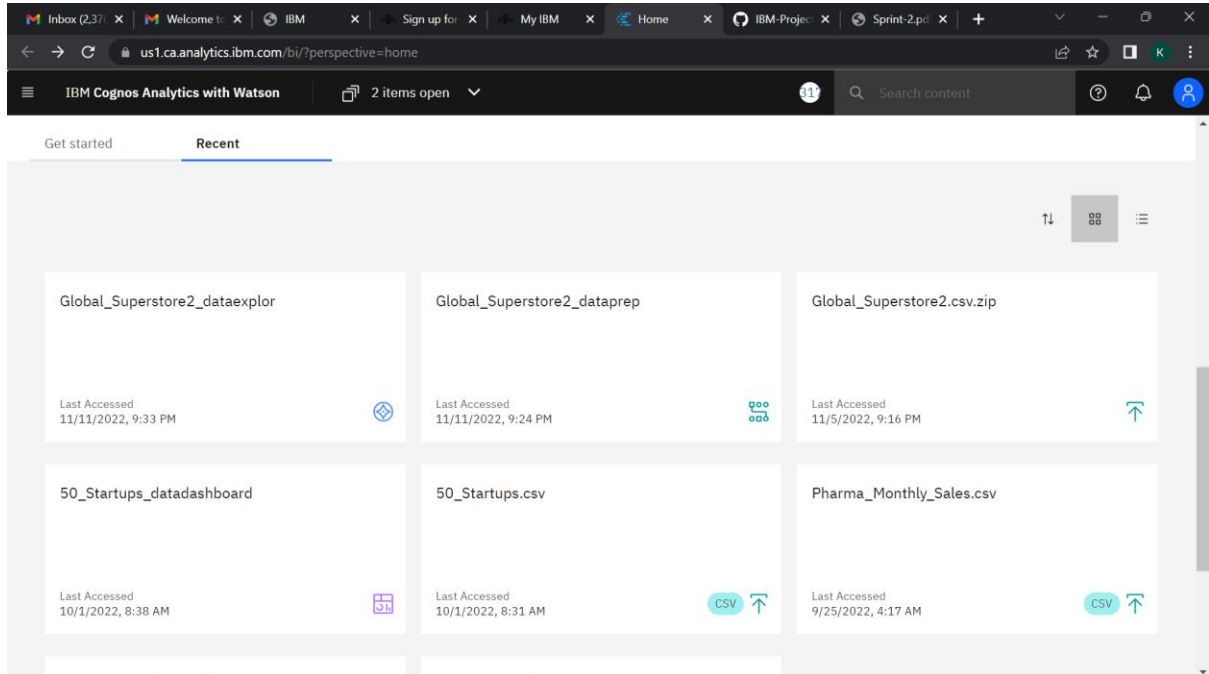 Inbox (2,37
Welcome to
IBM
Sign up for
My IBM
Home
IBM-Projec
Sprint-2.pd
us1.ca.analytics.ibm.com/bi/?perspective=home
K
IBM Cognos Analytics with Watson
2 items open
Search content
Get started
Recent
Global_Superstore2_dataexplor
Global_Superstore2_dataprep
Global_Superstore2.csv.zip
Last Accessed
11/11/2022, 9:33 PM
Last Accessed
11/11/2022, 9:24 PM
Last Accessed
11/5/2022, 9:16 PM
50_Startups_datadashboard
50_Startups.csv
Pharma_Monthly_Sales.csv
Last Accessed
10/1/2022, 8:38 AM
Last Accessed
10/1/2022, 8:31 AM
CSV
Last Accessed
9/25/2022, 4:17 AM
CSV